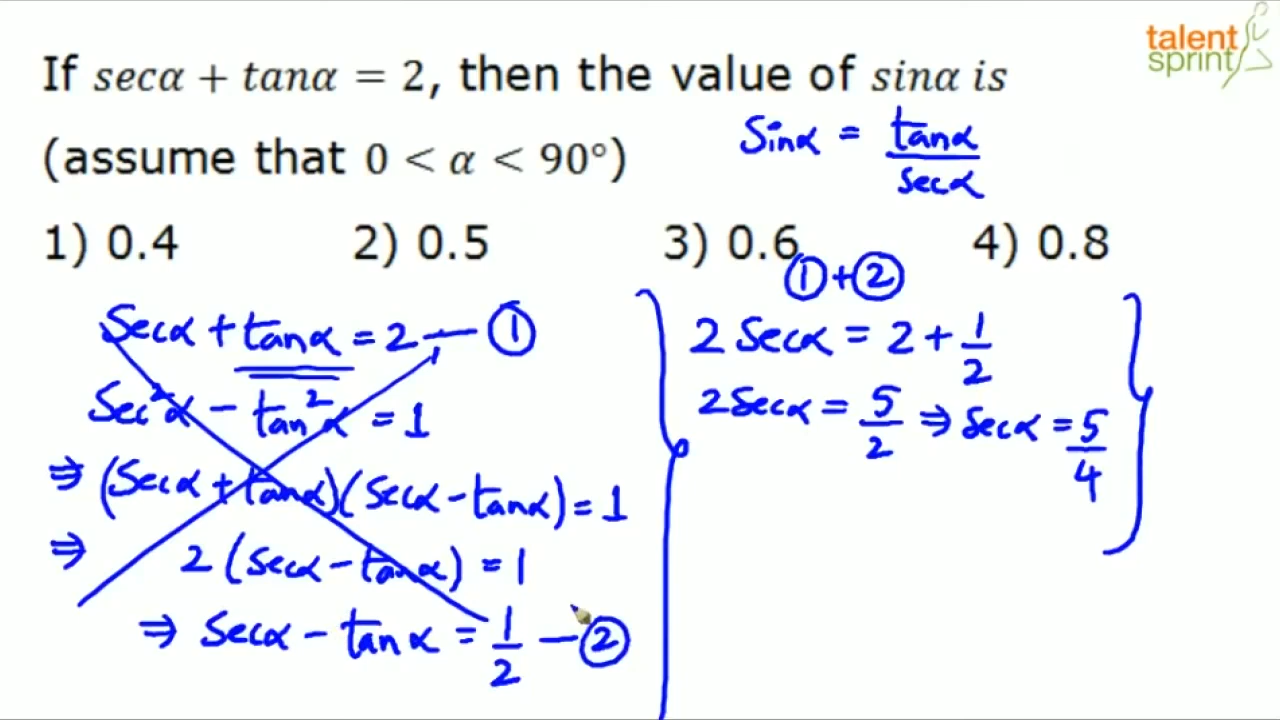 talent
sprint
If secα + tanα = 2, then the value of sinα is
(assume that 0 < α < 90°)
Sinα = tanα/secα
1) 0.4 2) 0.5 3) 0.6 4) 0.8
Secα + tanα = 2 — ①
Sec²α − tan²α = 1
⇒ (Secα + tanα)(Secα − tanα) = 1
⇒ 2(Secα − tanα) = 1
⇒ Secα − tanα = 1/2 — ②
① + ②
2 Secα = 2 + 1/2
2 Secα = 5/2 ⇒ Secα = 5/4